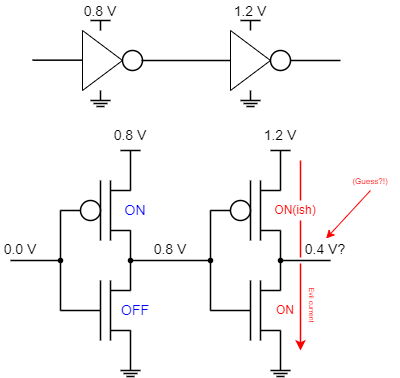 0.8 V
1.2 V
0.8 V
1.2 V
(Guess?!)
ON
ON(ish)
0.0 V
0.8 V
0.4 V?
OFF
ON
Evil current